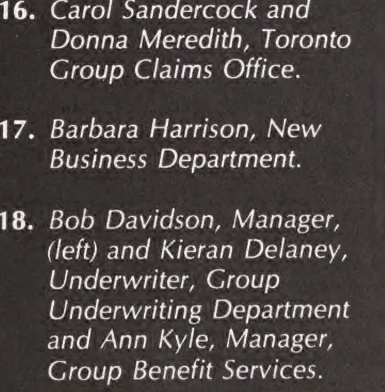 16. Carol Sandercock and
Donna Meredith, Toronto
Group Claims Office.
17. Barbara Harrison, New
Business Department.
18. Bob Davidson, Manager,
(left) and Kieran Delaney,
Underwriter, Group
Underwriting Department
and Ann Kyle, Manager,
Group Benefit Services.